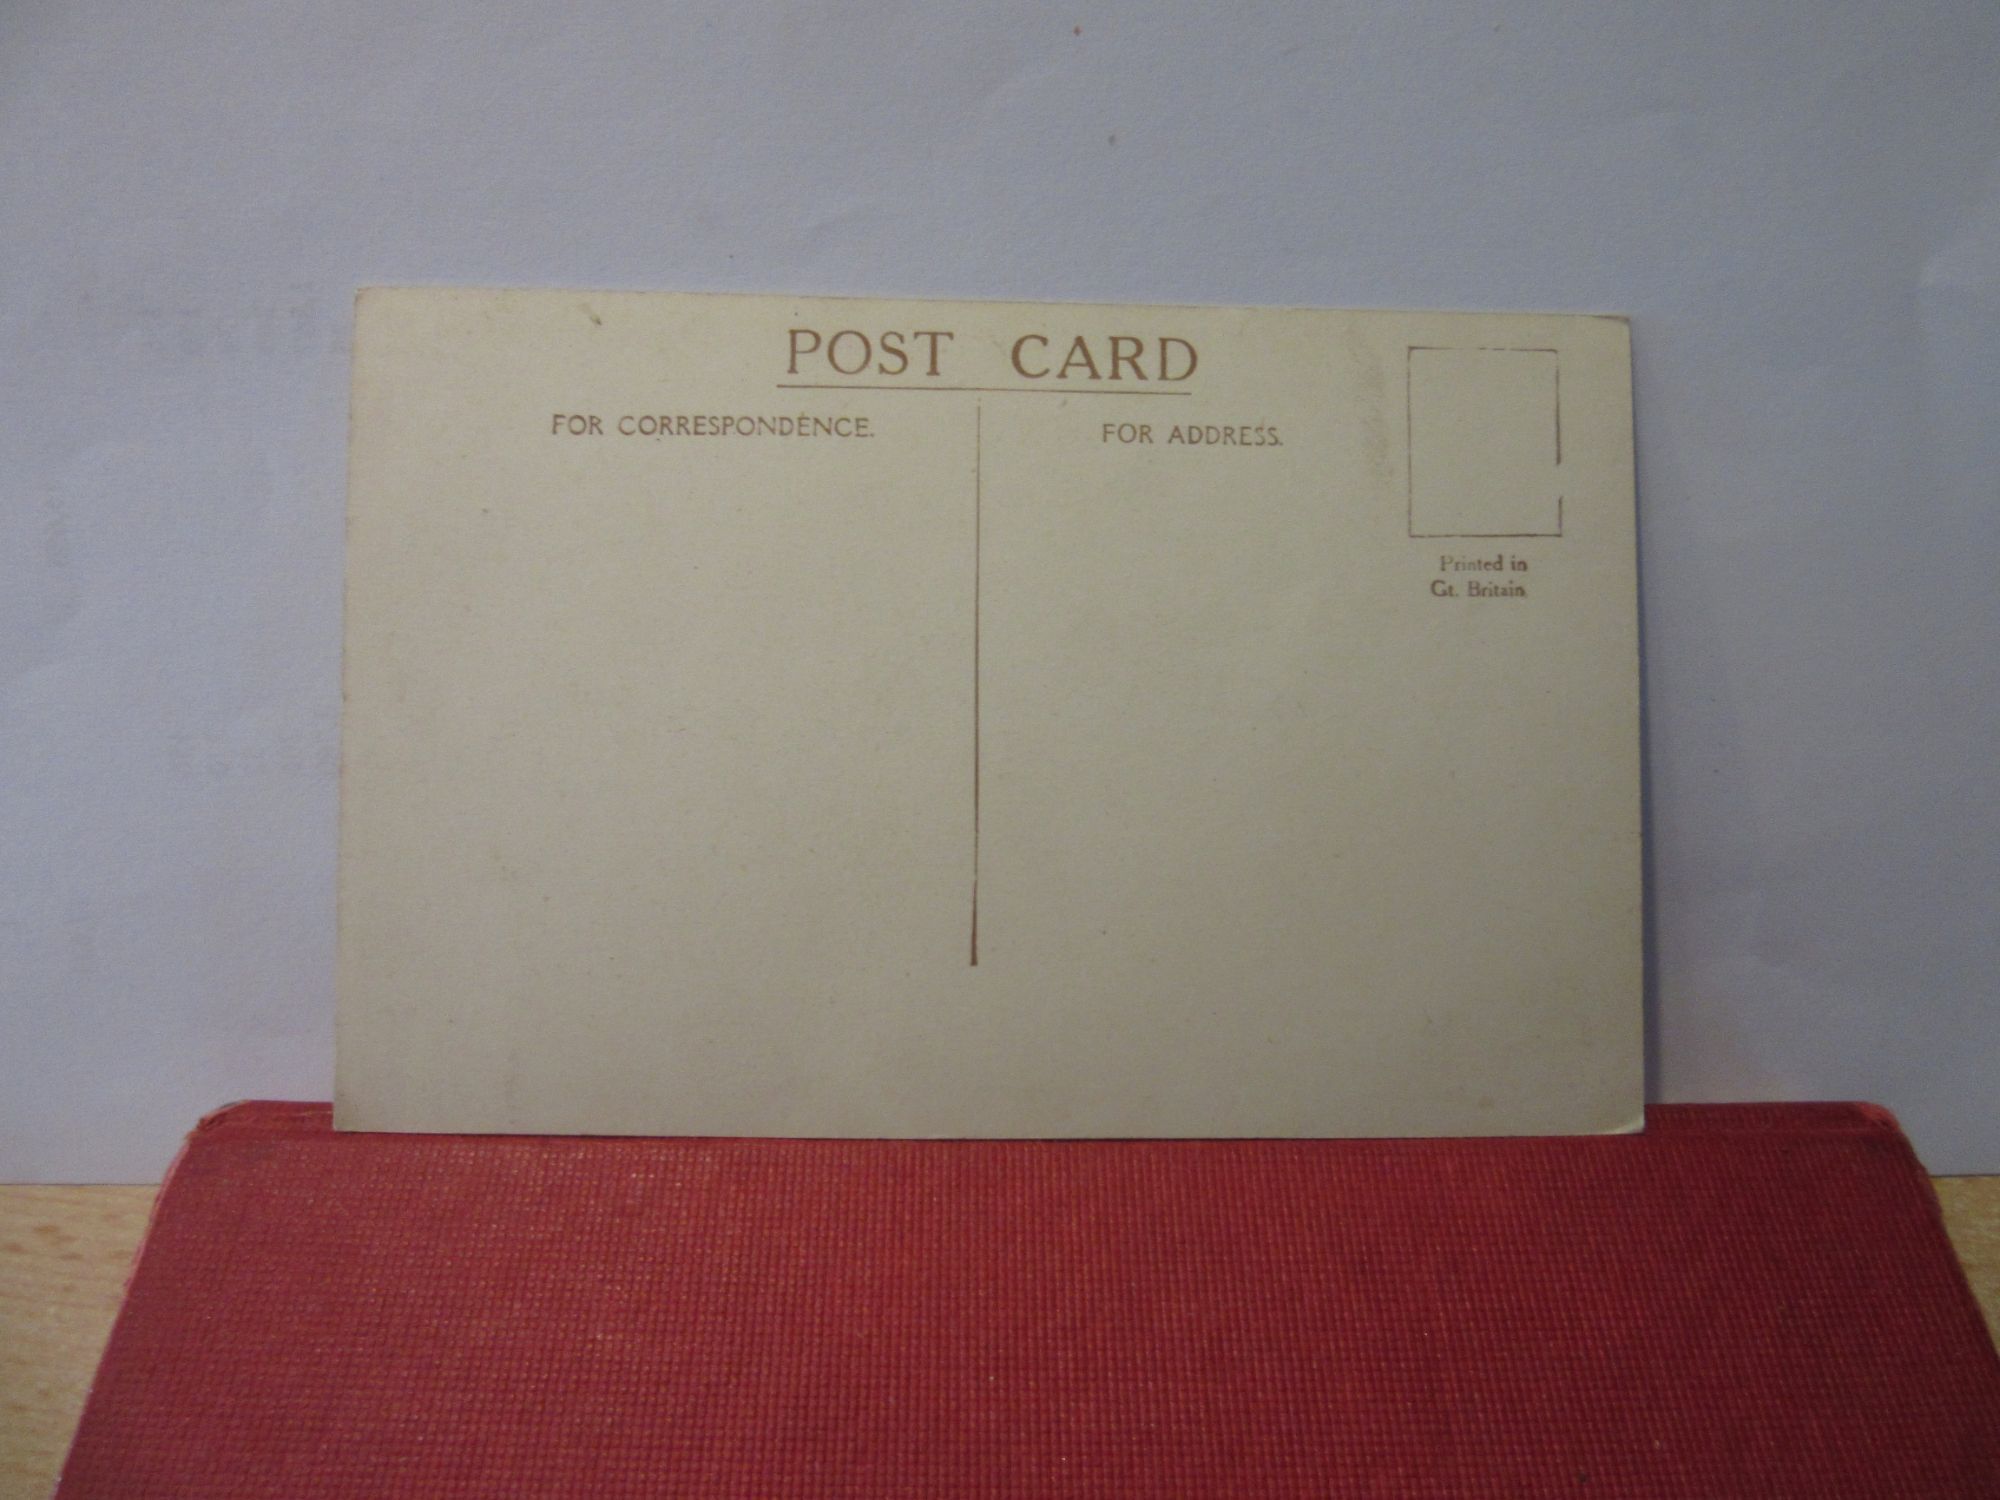 POST CARD
FOR CORRESPONDENCE.
FOR ADDRESS.
Printed in
Gt. Britain